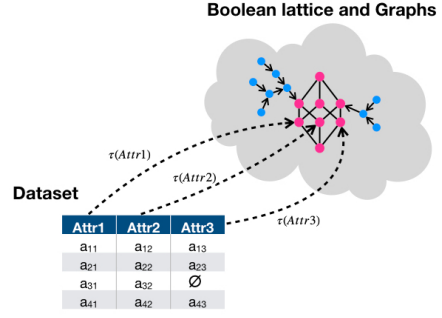 Boolean lattice and Graphs
τ(Attr1)
τ(Attr2)
τ(Attr3)
Dataset
Attr1 Attr2 Attr3
a11 a12 a13
a21 a22 a23
a31 a32 Ø
a41 a42 a43